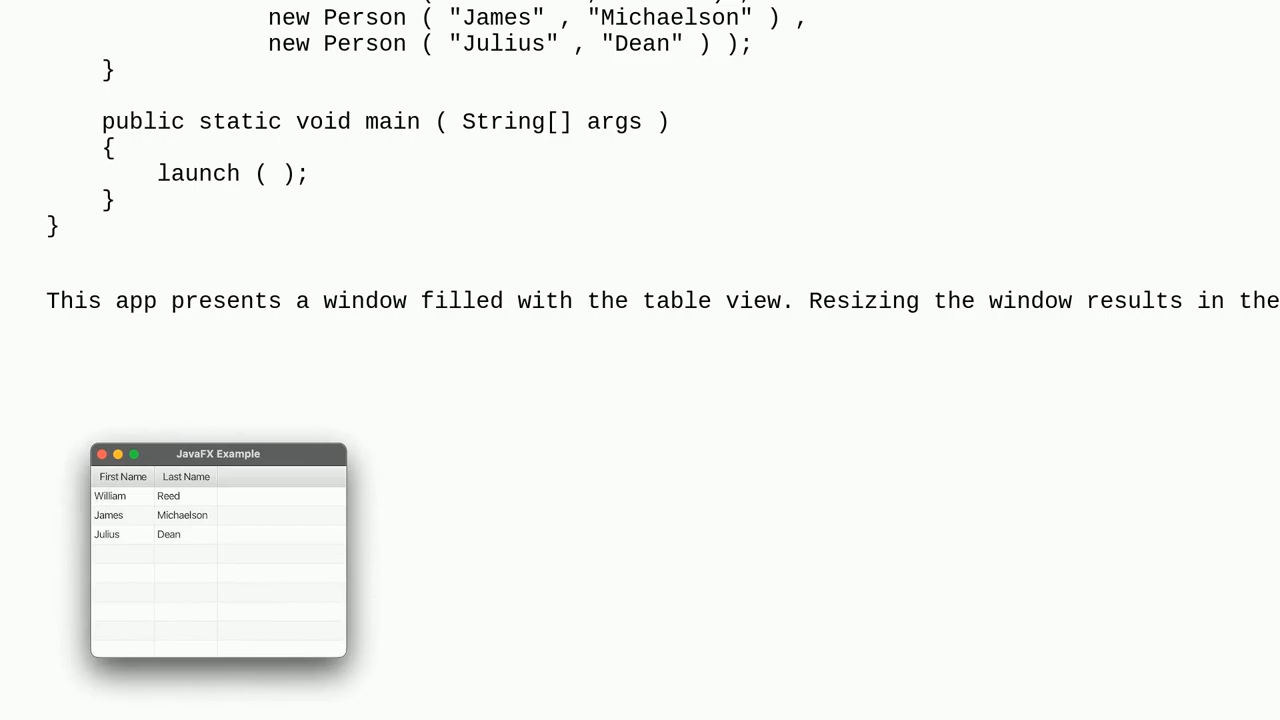 new Person ( "James" , "Michaelson" ) ,
new Person ( "Julius" , "Dean" ) );
}
public static void main ( String[] args )
{
launch ( );
}
}
This app presents a window filled with the table view. Resizing the window results in the
JavaFX Example
First Name Last Name
William Reed
James Michaelson
Julius Dean